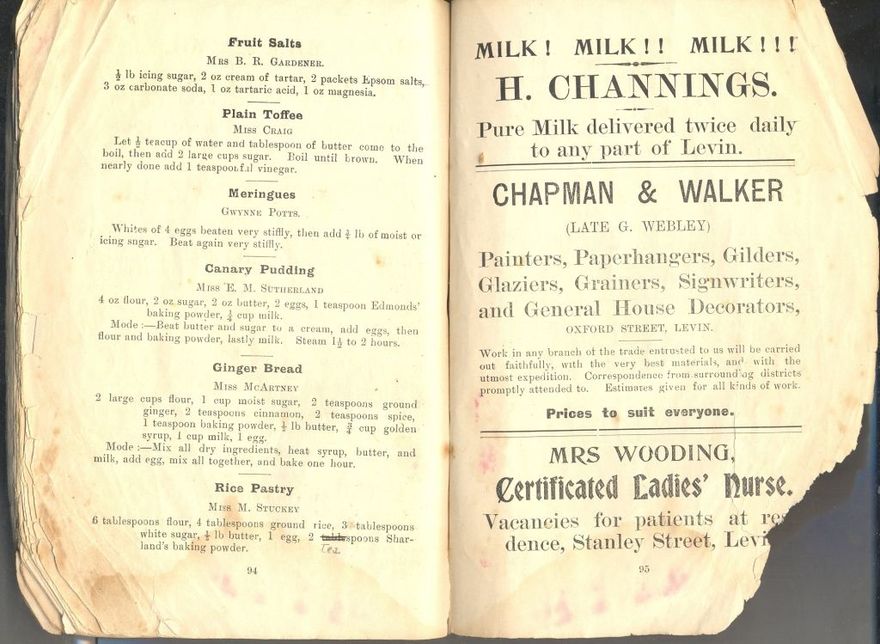 Fruit Salts
MRS B. R. GARDENER.
½ lb icing sugar, 2 oz cream of tartar, 2 packets Epsom salts,
3 oz carbonate soda, 1 oz tartaric acid, 1 oz magnesia.
Plain Toffee
MISS CRAIG
Let ½ teacup of water and tablespoon of butter come to the
boil, then add 2 large cups sugar. Boil until brown. When
nearly done add 1 teaspoonful vinegar.
Meringues
GWYNNE POTTS.
Whites of 4 eggs beaten very stiffly, then add lb of moist or
icing sngar. Beat again very stiffly.
Canary Pudding
MISS E. M. SUTHERLAND
4 oz flour, 2 oz sugar, 2 oz butter, 2 eggs, 1 teaspoon Edmonds'
baking powder, ¼ cup milk.
Mode :—Beat butter and sugar to a cream, add eggs, then
flour and baking powder, lastly milk. Steam 1½ to 2 hours.
Ginger Bread
MISS MCARTNEY
2 large cups flour, 1 cup moist sugar, 2 teaspoons ground
ginger, 2 teaspoons cinnamon, 2 teaspoons spice,
1 teaspoon baking powder, ½ lb butter, ¾ cup golden
syrup, 1 cup milk, 1 egg.
Mode :—Mix all dry ingredients, heat syrup, butter, and
milk, add egg, mix all together, and bake one hour.
Rice Pastry
MISS M. STUCKEY
6 tablespoons flour, 4 tablespoons ground rice, 3 tablespoons
white sugar, lb butter, 1 egg, 2 tablespoons Shar-
land's baking powder.
Tea
94
MILK! MILK!! MILK!!!
H. CHANNINGS.
Pure Milk delivered twice daily
to any part of Levin.
CHAPMAN & WALKER
(LATE G. WEBLEY)
Painters, Paperhangers, Gilders,
Glaziers, Grainers, Signwriters,
and General House Decorators,
OXFORD STREET, LEVIN.
Work in any branch of the trade entrusted to us will be carried
out faithfully, with the very best materials, and with the
utmost expedition. Correspondence from surrounding districts
promptly attended to. Estimates given for all kinds of work.
Prices to suit everyone.
MRS WOODING,
Certificated Ladies' Nurse.
Vacancies for patients at re
dence, Stanley Street, Levi
95